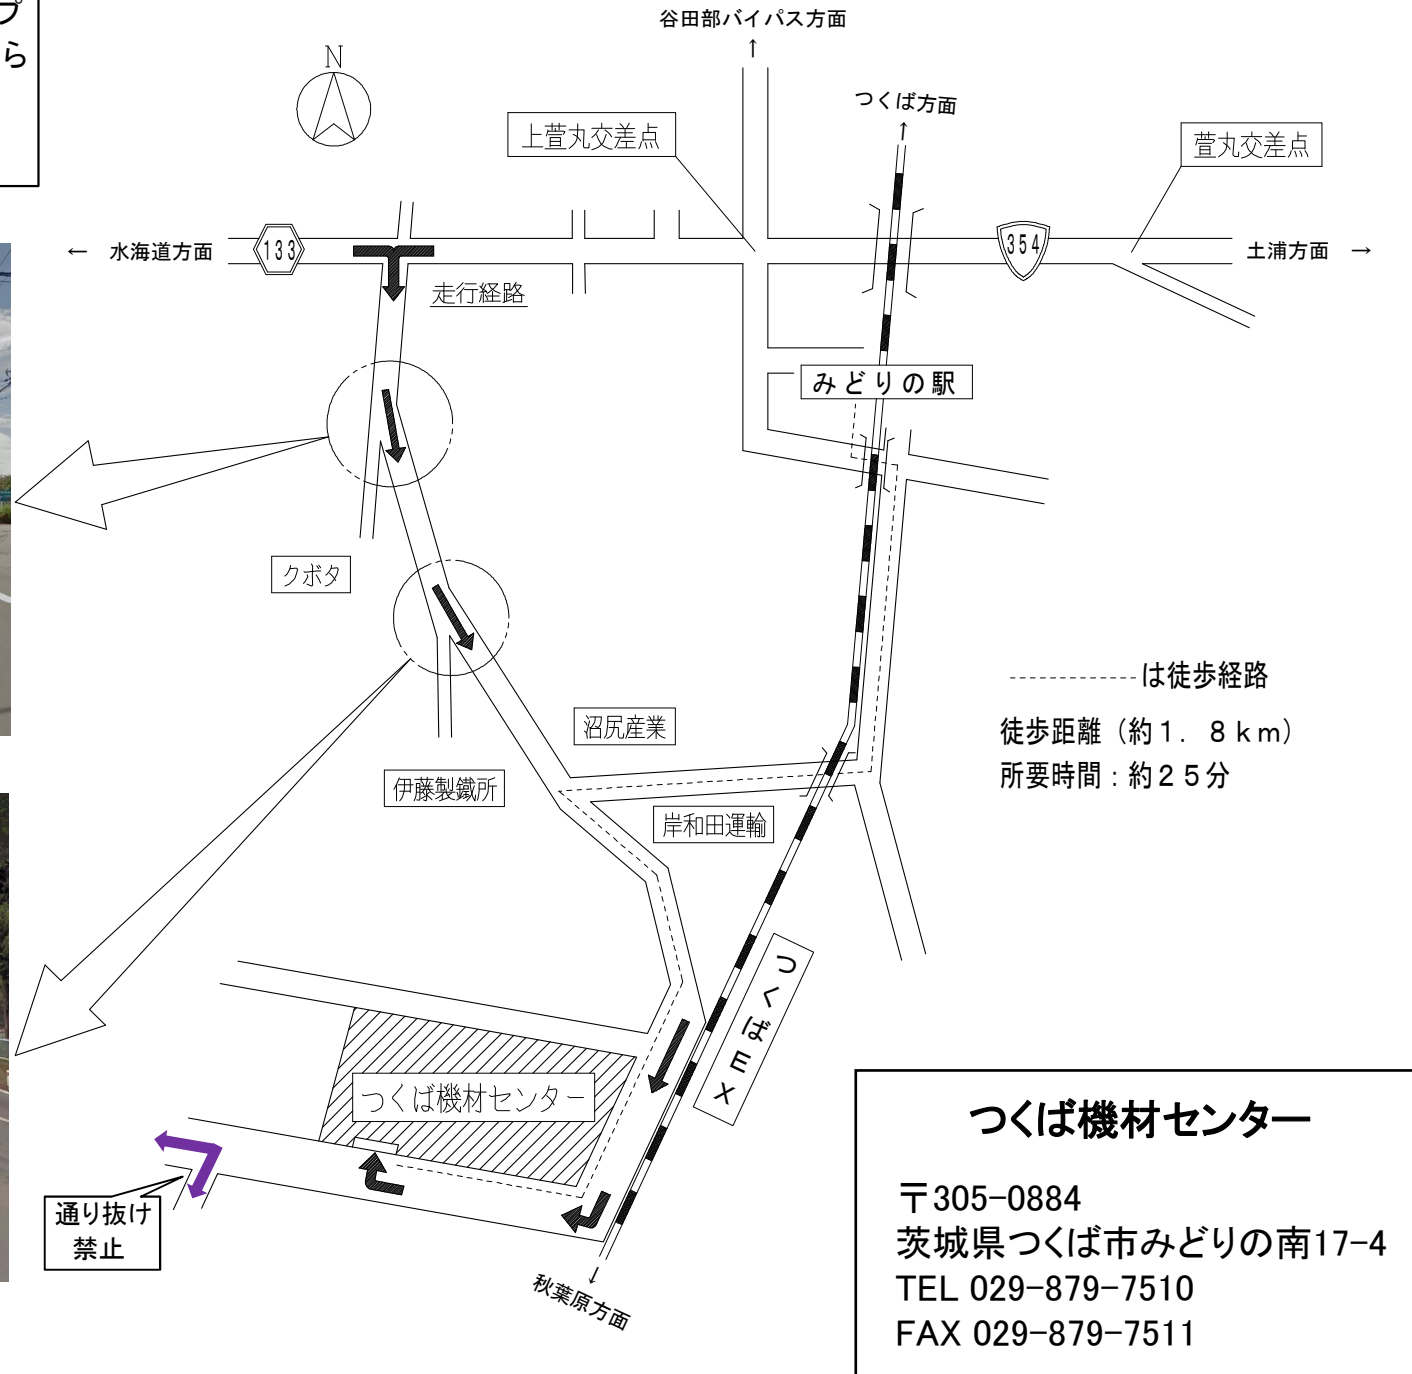 プ
ら
谷田部バイパス方面
↑
N
つくば方面
↑
上萱丸交差点
萱丸交差点
← 水海道方面
133
354
土浦方面 →
走行経路
みどりの駅
クボタ
は徒歩経路
徒歩距離（約１．８ｋｍ）
所要時間：約２５分
沼尻産業
伊藤製鐵所
岸和田運輸
つくばＥＸ
つくば機材センター
通り抜け
禁止
↓
秋葉原方面
つくば機材センター
〒305-0884
茨城県つくば市みどりの南17-4
TEL 029-879-7510
FAX 029-879-7511